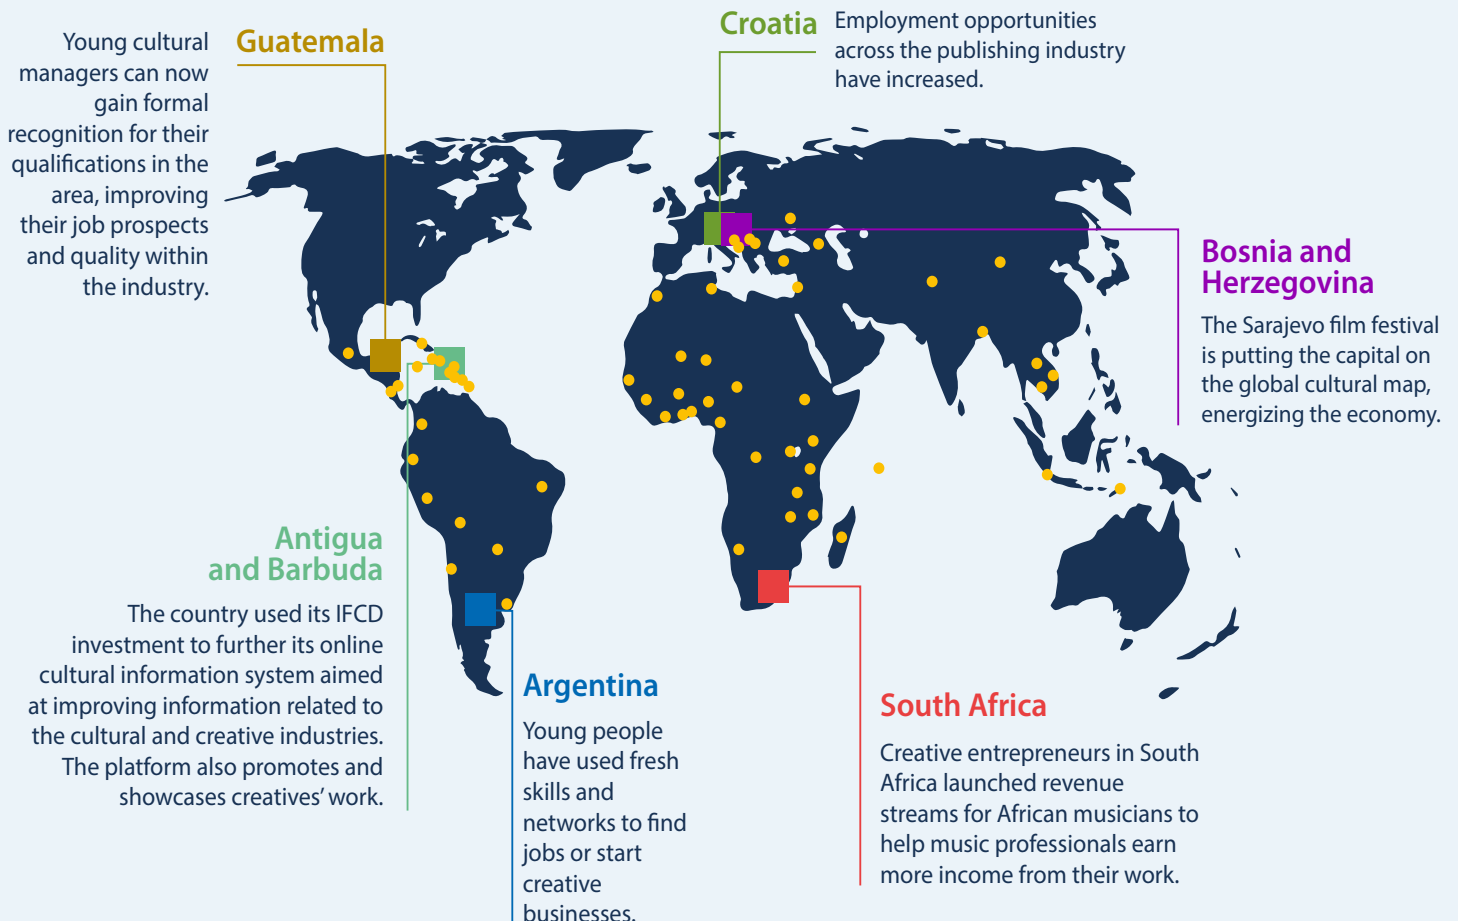 Guatemala
Young cultural
managers can now
gain formal
recognition for their
qualifications in the
area, improving
their job prospects
and quality within
the industry.
Croatia
Employment opportunities
across the publishing industry
have increased.
Bosnia and
Herzegovina
The Sarajevo film festival
is putting the capital on
the global cultural map,
energizing the economy.
Antigua
and Barbuda
The country used its IFCD
investment to further its online
cultural information system aimed
at improving information related to
the cultural and creative industries.
The platform also promotes and
showcases creatives’ work.
Argentina
Young people
have used fresh
skills and
networks to find
jobs or start
creative
businesses.
South Africa
Creative entrepreneurs in South
Africa launched revenue
streams for African musicians to
help music professionals earn
more income from their work.